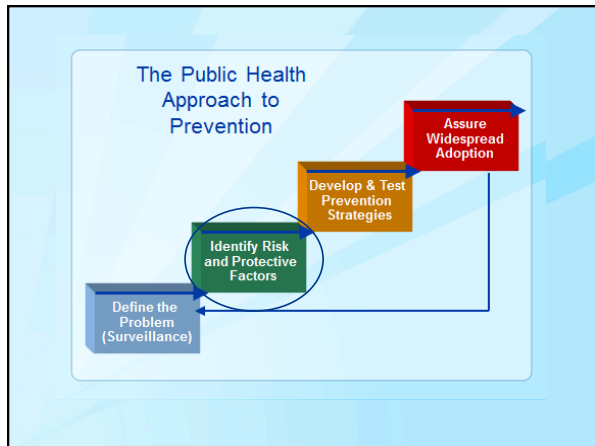 The Public Health
Approach to
Prevention
Assure
Widespread
Adoption
Develop & Test
Prevention
Strategies
Identify Risk
and Protective
Factors
Define the
Problem
(Surveillance)